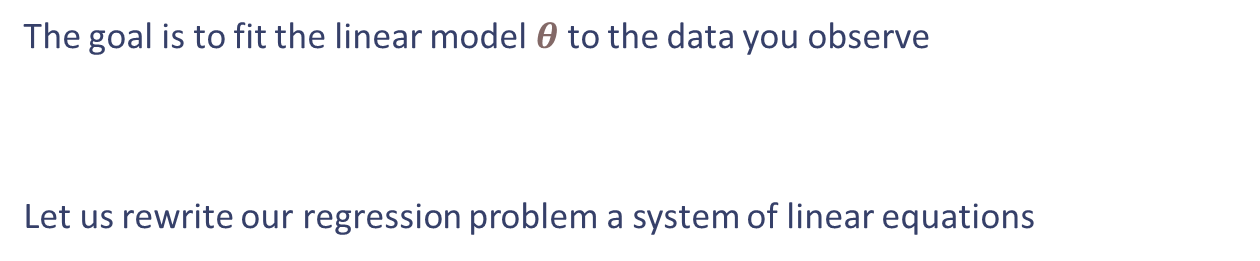 The goal is to fit the linear model θ to the data you observe
Let us rewrite our regression problem a system of linear equations